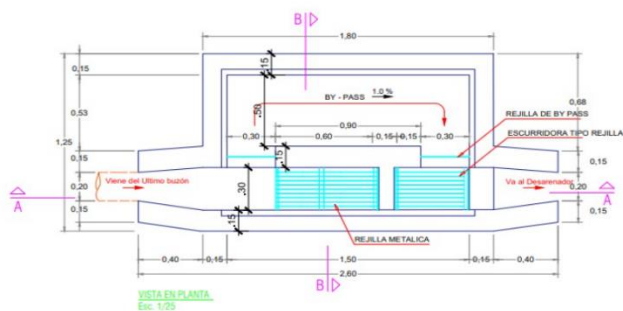 B
1,80
,15
0,15
BY - PASS
1.0 %
0,53
,50
0,68
1,25
0,90
REJILLA DE BY PASS
0,30
0,60
0,15
,15
0,30
ESCURRIDORA TIPO REJILLA
0,15
,15
0,15
Viene del Ultimo buzón
0,20
,30
Va al Desarenador
0,20
A
A
0,15
,15
0,15
REJILLA METALICA
0,40
0,15
1,50
0,15
0,40
2,60
B
VISTA EN PLANTA
Esc. 1/25